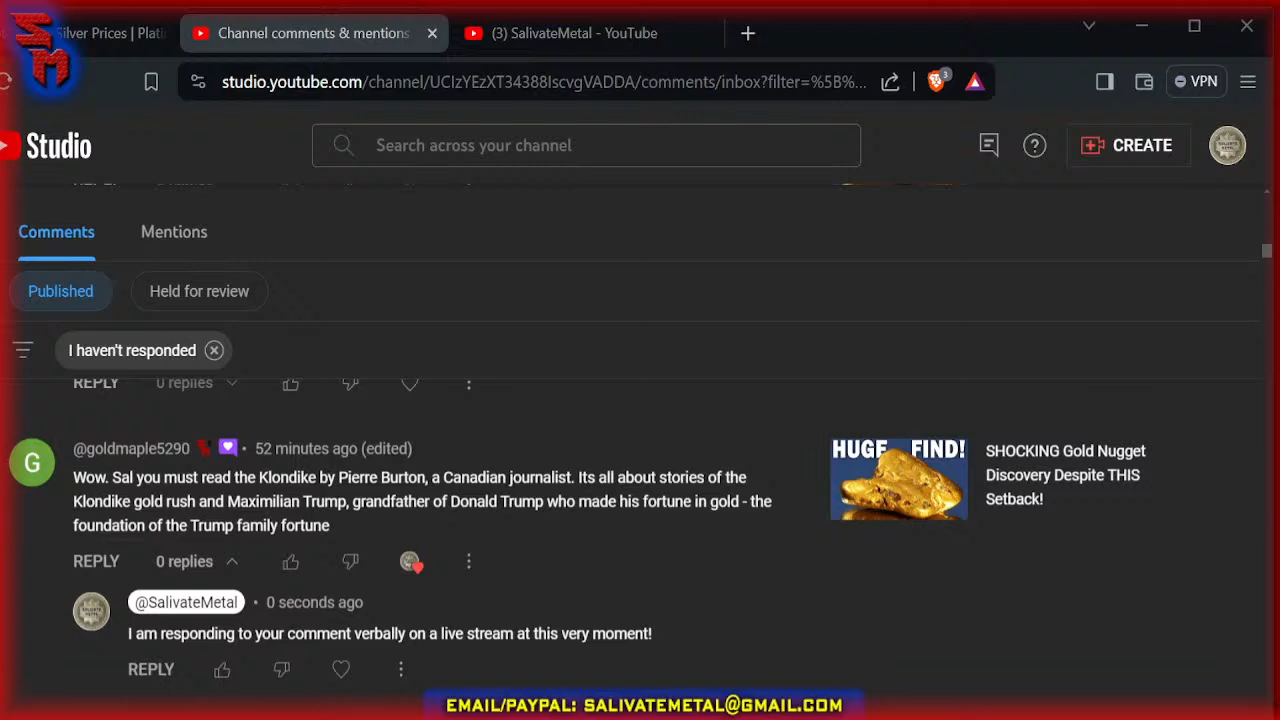 SM
Silver Prices | Plati
Channel comments & mentions
(3) SalivateMetal - YouTube
studio.youtube.com/channel/UCIzYEzXT34388IscvgVADDA/comments/inbox?filter=%5B%...
3
VPN
Studio
Search across your channel
CREATE
Comments
Mentions
Published
Held for review
I haven't responded
REPLY
0 replies
G
@goldmaple5290 • 52 minutes ago (edited)
Wow. Sal you must read the Klondike by Pierre Burton, a Canadian journalist. Its all about stories of the
Klondike gold rush and Maximilian Trump, grandfather of Donald Trump who made his fortune in gold - the
foundation of the Trump family fortune
HUGE FIND!
SHOCKING Gold Nugget
Discovery Despite THIS
Setback!
REPLY
0 replies
@SalivateMetal • 0 seconds ago
I am responding to your comment verbally on a live stream at this very moment!
REPLY
EMAIL/PAYPAL: SALIVATEMETAL@GMAIL.COM